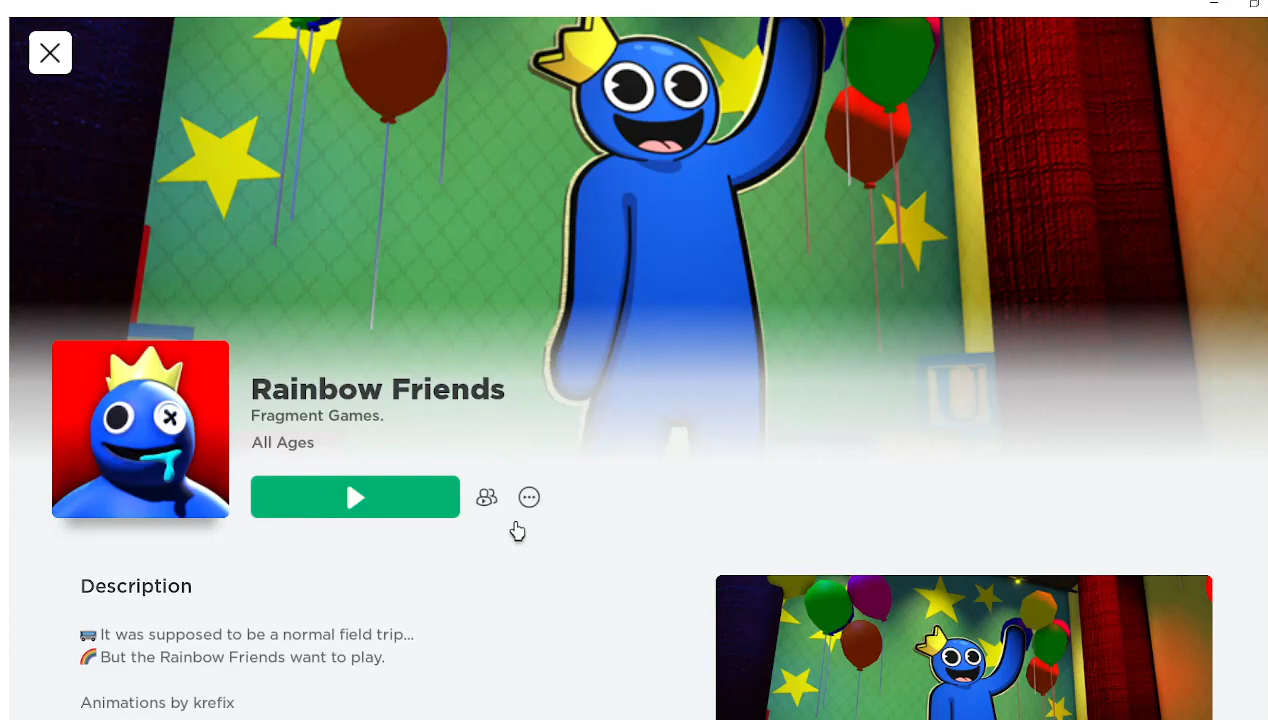 Rainbow Friends
Fragment Games.
All Ages
Description
It was supposed to be a normal field trip...
But the Rainbow Friends want to play.
Animations by krefix